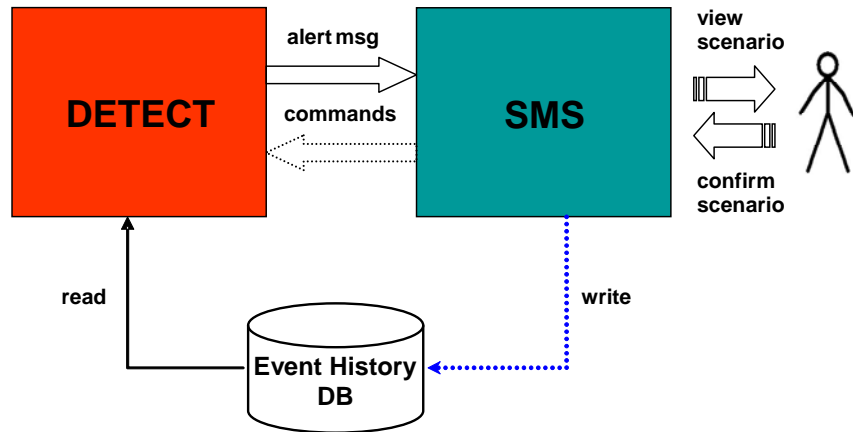 alert msg
DETECT
commands
SMS
view
scenario
confirm
scenario
read
write
Event History
DB